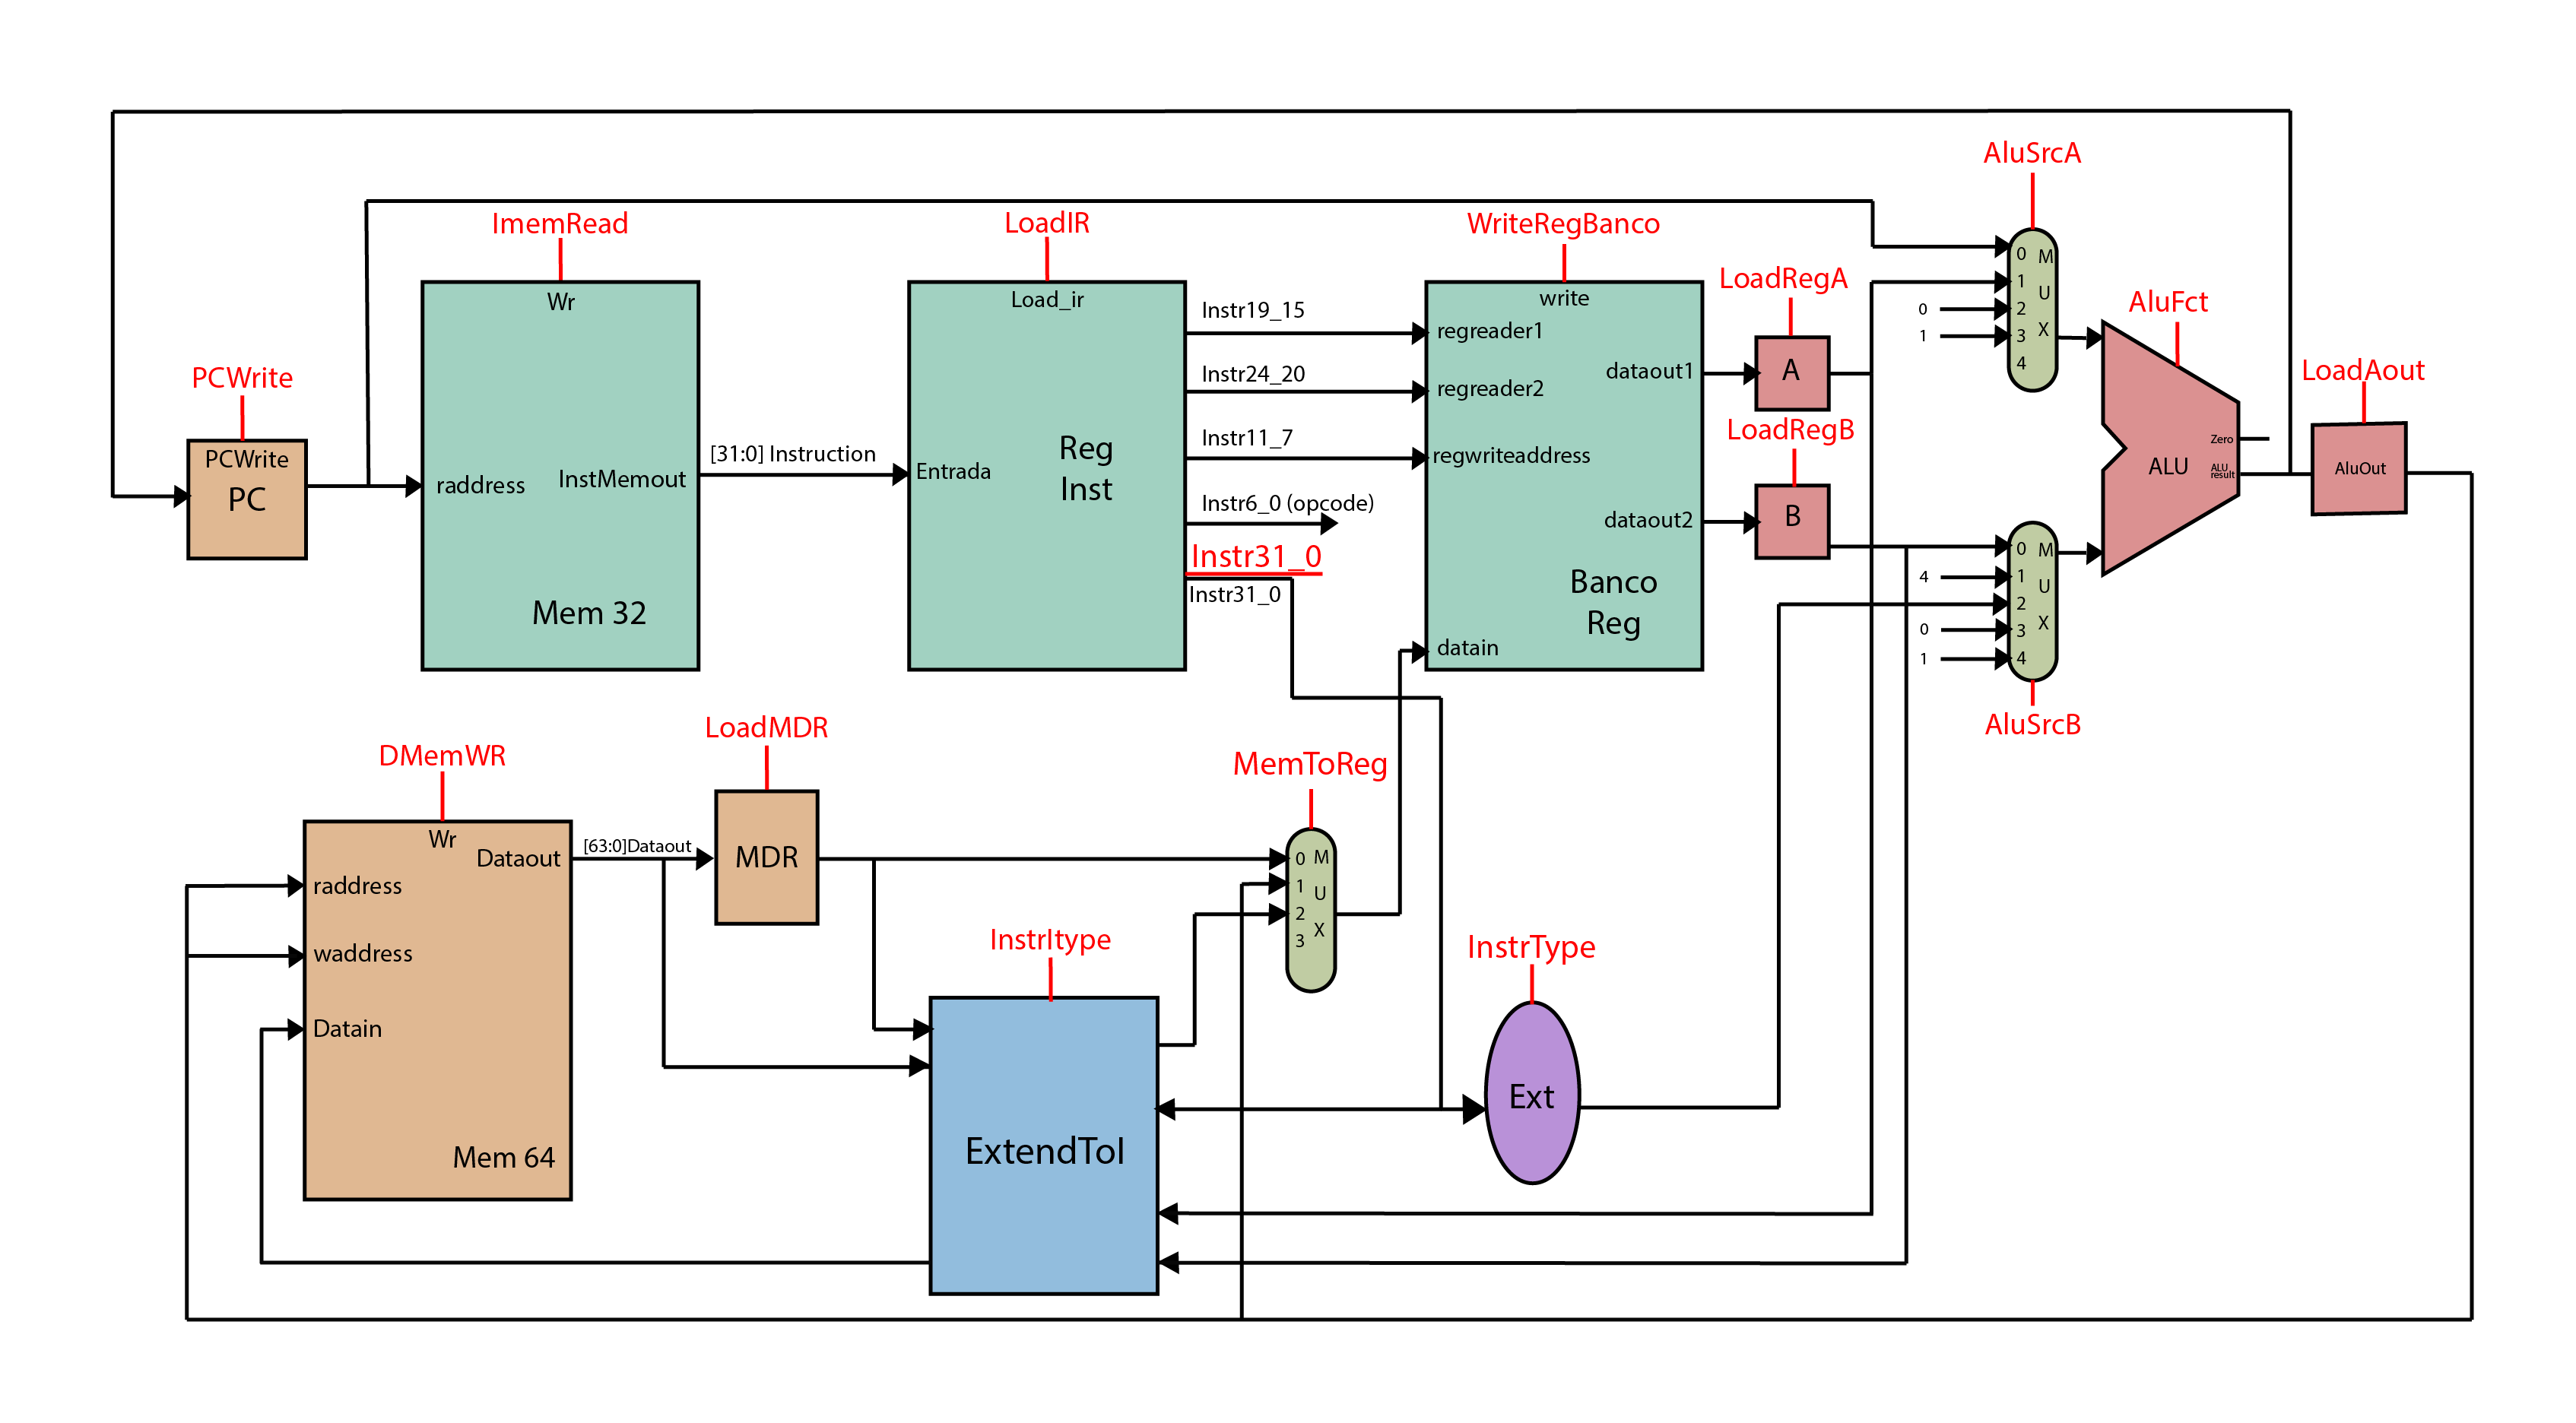 AluSrcA
ImemRead
LoadIR
WriteRegBanco
LoadRegA
AluFct
LoadAout
PCWrite
PCWrite
PC
Wr
raddress
InstMemout
Mem 32
[31:0] Instruction
Load_ir
Entrada
Reg
Inst
Instr19_15
Instr24_20
Instr11_7
Instr6_0 (opcode)
Instr31_0
Instr31_0
write
regreader1
regreader2
regwriteaddress
dataout1
dataout2
datain
Banco
Reg
A
LoadRegB
B
0 M
1 U
0 2
1 3 X
4
ALU
Zero
ALU
result
AluOut
0 M
4 1 U
2
0 3 X
1 4
AluSrcB
DMemWR
LoadMDR
MemToReg
Wr
Dataout
raddress
waddress
Datain
Mem 64
[63:0]Dataout
MDR
0 M
1 U
2
3 X
InstrItype
ExtendToI
InstrType
Ext